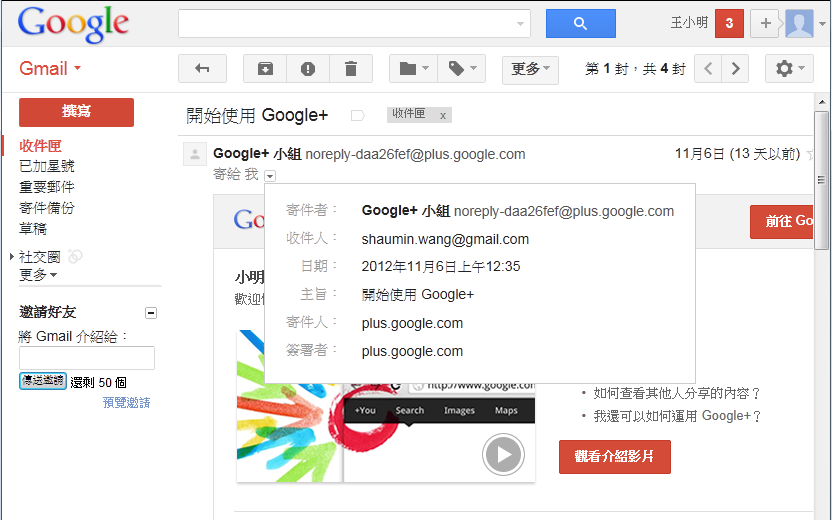 Google
王小明 3 +
Gmail
更多
第 1 封，共 4 封
撰寫
收件匣
已加星號
重要郵件
寄件備份
草稿
社交圈
更多
邀請好友
將 Gmail 介紹給：
傳送邀請 還剩 50 個
預覽邀請
開始使用 Google+
收件匣 x
Google+ 小組 noreply-daa26fef@plus.google.com
11月6日 (13 天以前)
寄給 我
寄件者： Google+ 小組 noreply-daa26fef@plus.google.com
收件人： shaumin.wang@gmail.com
日期： 2012年11月6日上午12:35
主旨： 開始使用 Google+
寄件人： plus.google.com
簽署者： plus.google.com
Go
前往 Go
小明
歡迎
http://www.google.com
+You Search Images Maps
• 如何查看其他人分享的內容？
• 我還可以如何運用 Google+？
觀看介紹影片